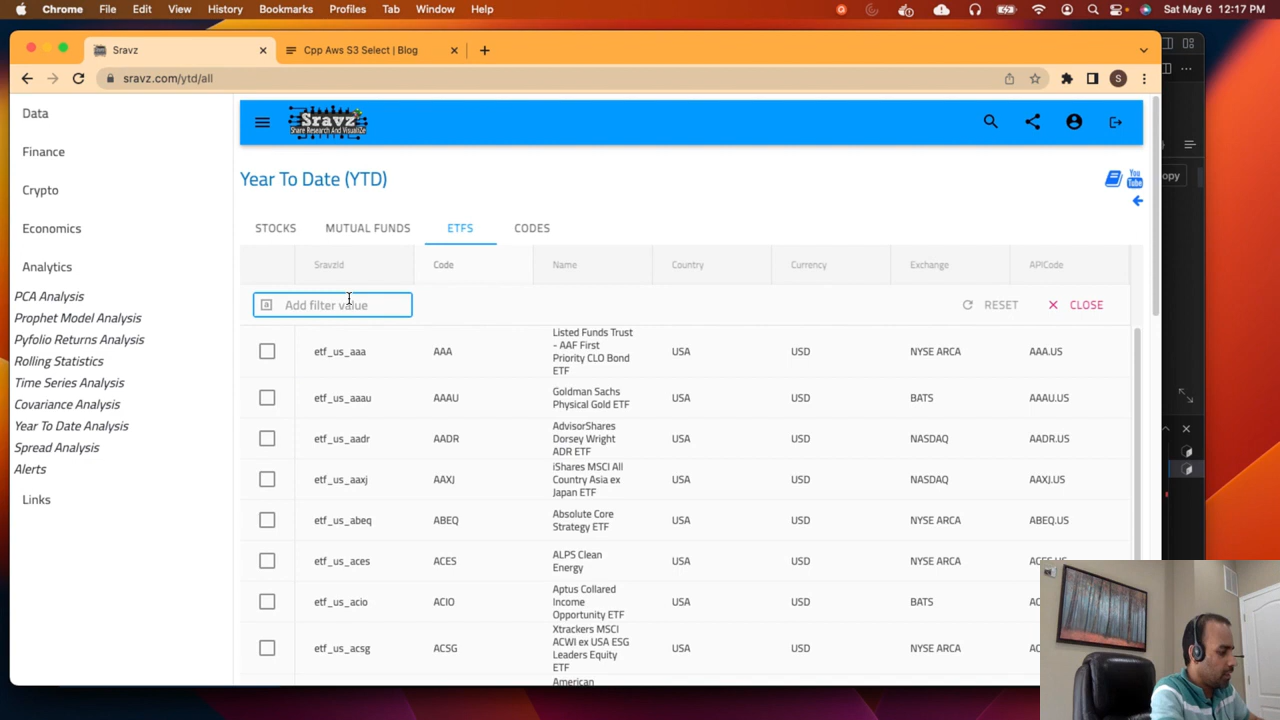 Chrome File Edit View History Bookmarks Profiles Tab Window Help Sat May 6 12:17 PM
Sravz Cpp Aws S3 Select | Blog
sravz.com/ytd/all S
Data
Finance
Crypto
Economics
Analytics
PCA Analysis
Prophet Model Analysis
Pyfolio Returns Analysis
Rolling Statistics
Time Series Analysis
Covariance Analysis
Year To Date Analysis
Spread Analysis
Alerts
Links
Sravz
Share Research And Visualize
Year To Date (YTD)
You
Tube
STOCKS MUTUAL FUNDS ETFS CODES
SravzId Code Name Country Currency Exchange APICode
Add filter value RESET CLOSE
etf_us_aaa AAA Listed Funds Trust
- AAF First
Priority CLO Bond
ETF USA USD NYSE ARCA AAA.US
etf_us_aaau AAAU Goldman Sachs
Physical Gold ETF USA USD BATS AAAU.US
etf_us_aadr AADR AdvisorShares
Dorsey Wright
ADR ETF USA USD NASDAQ AADR.US
etf_us_aaxj AAXJ iShares MSCI All
Country Asia ex
Japan ETF USA USD NASDAQ AAXJ.US
etf_us_abeq ABEQ Absolute Core
Strategy ETF USA USD NYSE ARCA ABEQ.US
etf_us_aces ACES ALPS Clean
Energy USA USD NYSE ARCA
etf_us_acio ACIO Aptus Collared
Income
Opportunity ETF USA USD BATS
etf_us_acsg ACSG Xtrackers MSCI
ACWI ex USA ESG
Leaders Equity
ETF USA USD NYSE ARCA
American
opy